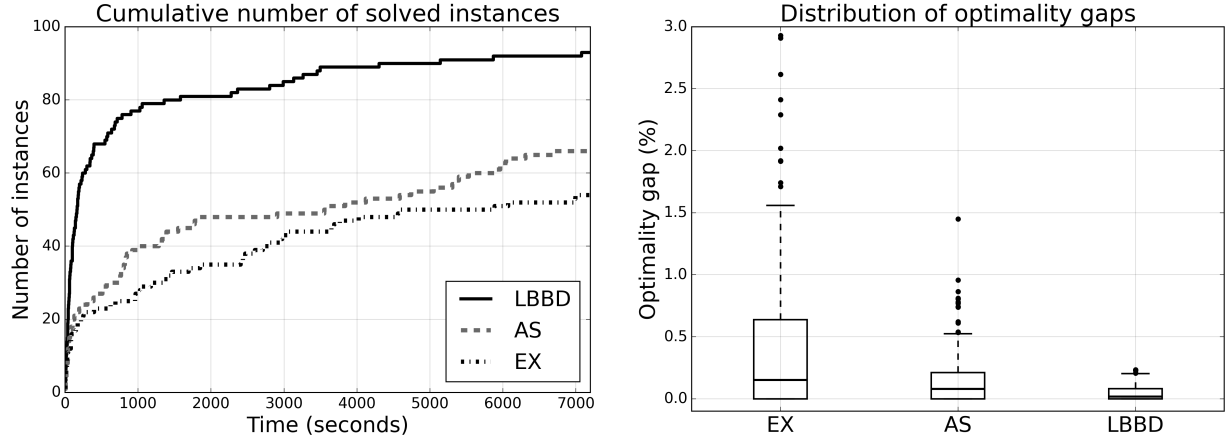 Cumulative number of solved instances
Number of instances
100
80
60
40
20
0
0 1000 2000 3000 4000 5000 6000 7000
Time (seconds)
LBBD
AS
EX
Distribution of optimality gaps
Optimality gap (%)
3.0
2.5
2.0
1.5
1.0
0.5
0.0
EX AS LBBD